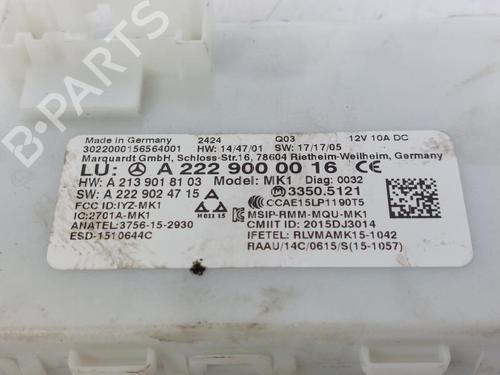 Made in Germany 2424 Q03 12V 10A DC
3022000156564001 HW: 14/47/01 SW: 17/17/05
Marquardt GmbH, Schloss-Str.16, 78604 Rietheim-Weilheim, Germany
LU: A 222 900 00 16 CE
HW: A 213 901 81 03 Model: MK1 Diag: 0032
SW: A 222 902 47 15 3350.5121
FCC ID:IYZ-MK1 CCAE15LP1190T5
IC:2701A-MK1 MSIP-RMM-MQU-MK1
ANATEL:3756-15-2930 H 011 15 CMIIT ID: 2015DJ3014
ESD-1510644C IFETEL: RLVMAMK15-1042
RAAU/14C/0615/S(15-1057)
B-PARTS